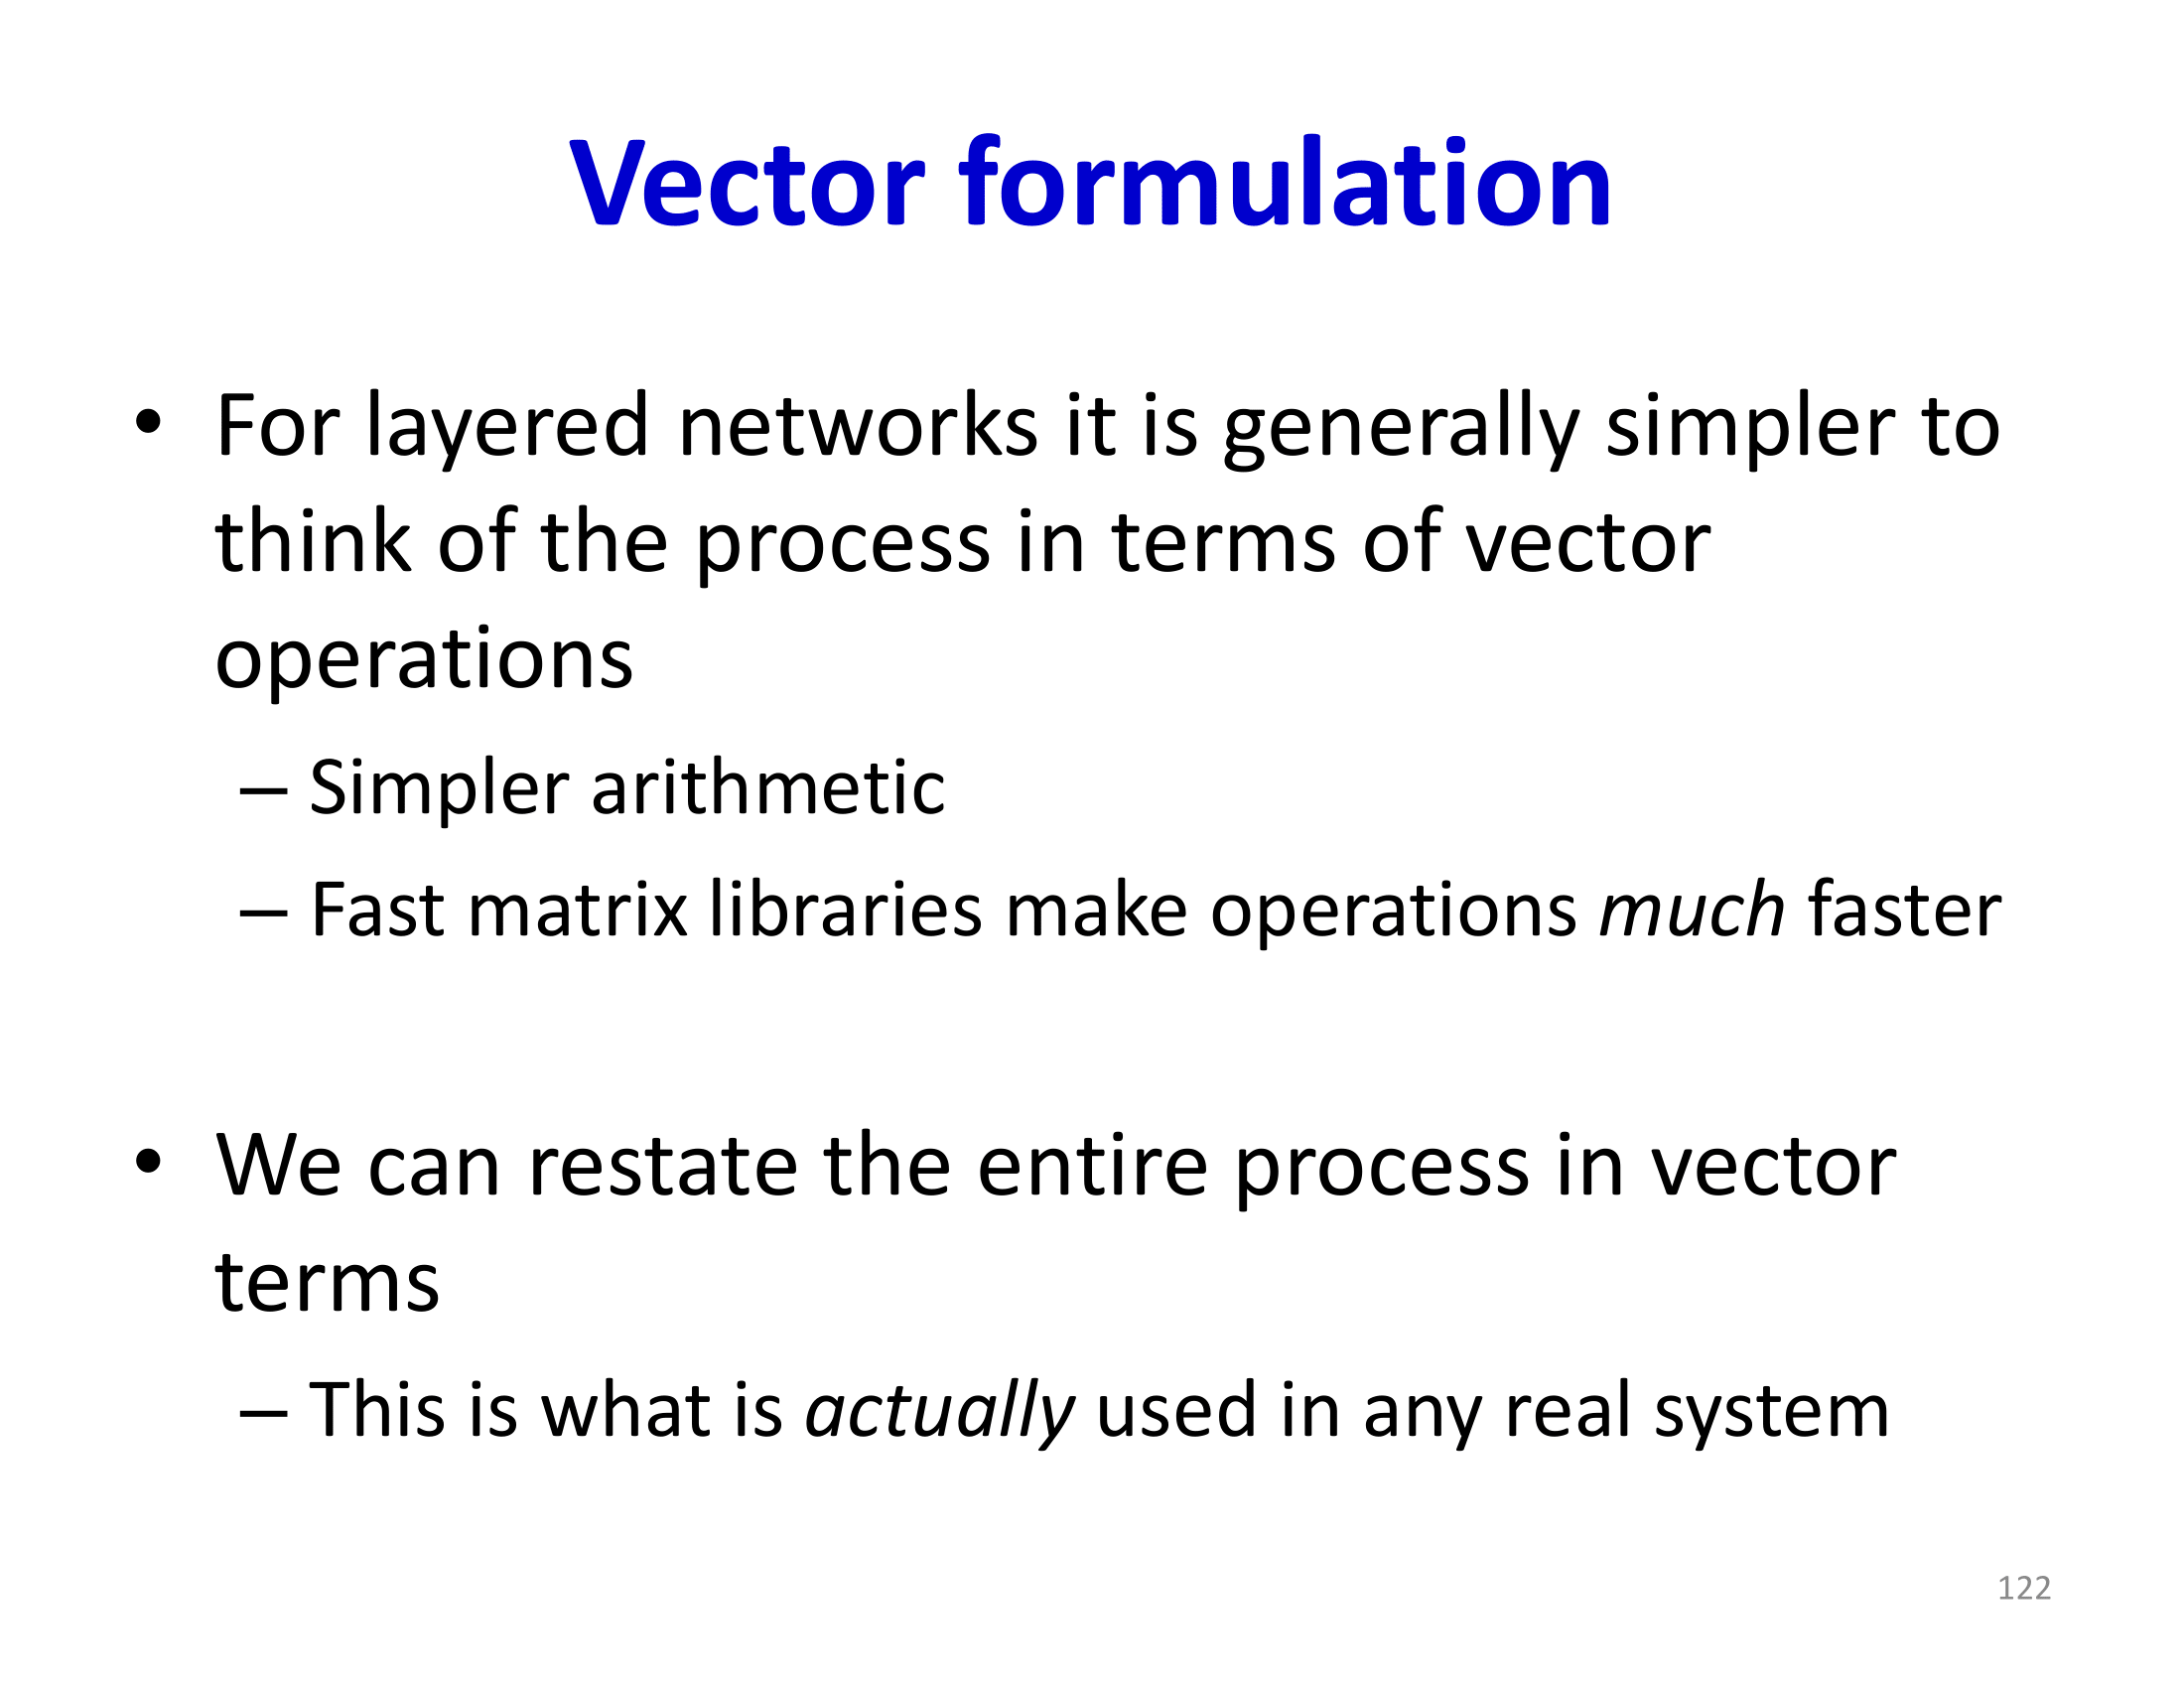 Vector formulation
• For layered networks it is generally simpler to
think of the process in terms of vector
operations
– Simpler arithmetic
– Fast matrix libraries make operations much faster
• We can restate the entire process in vector
terms
– This is what is actually used in any real system
122